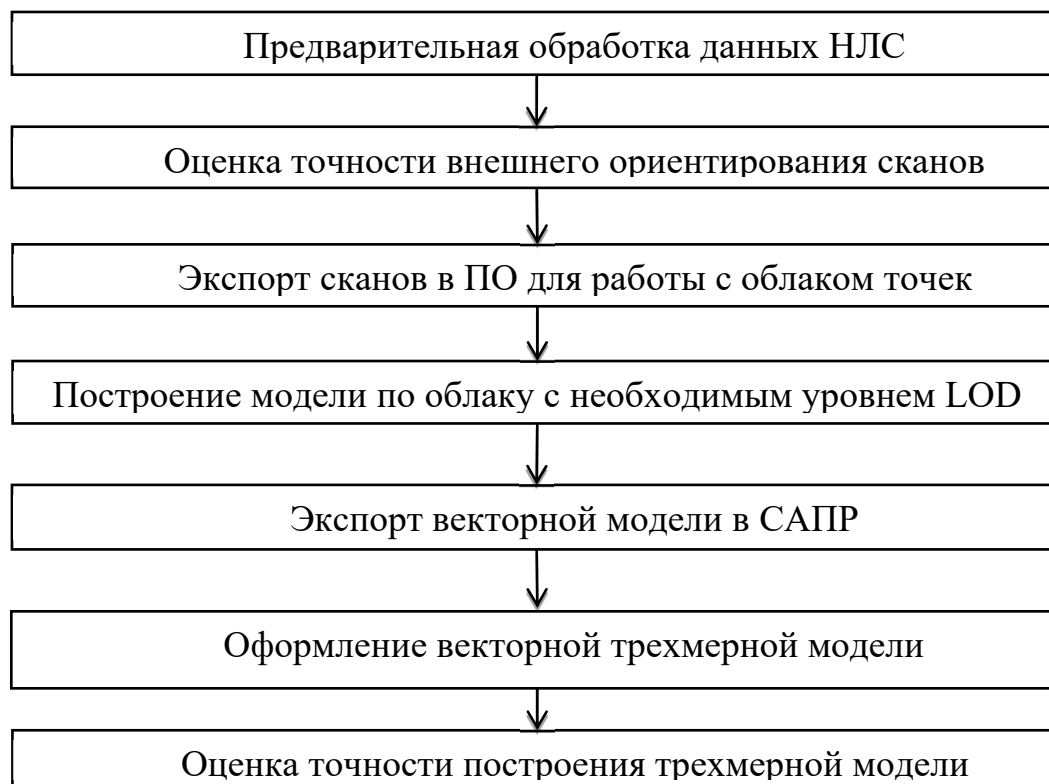 Предварительная обработка данных НЛС
Оценка точности внешнего ориентирования сканов
Экспорт сканов в ПО для работы с облаком точек
Построение модели по облаку с необходимым уровнем LOD
Экспорт векторной модели в САПР
Оформление векторной трехмерной модели
Оценка точности построения трехмерной модели